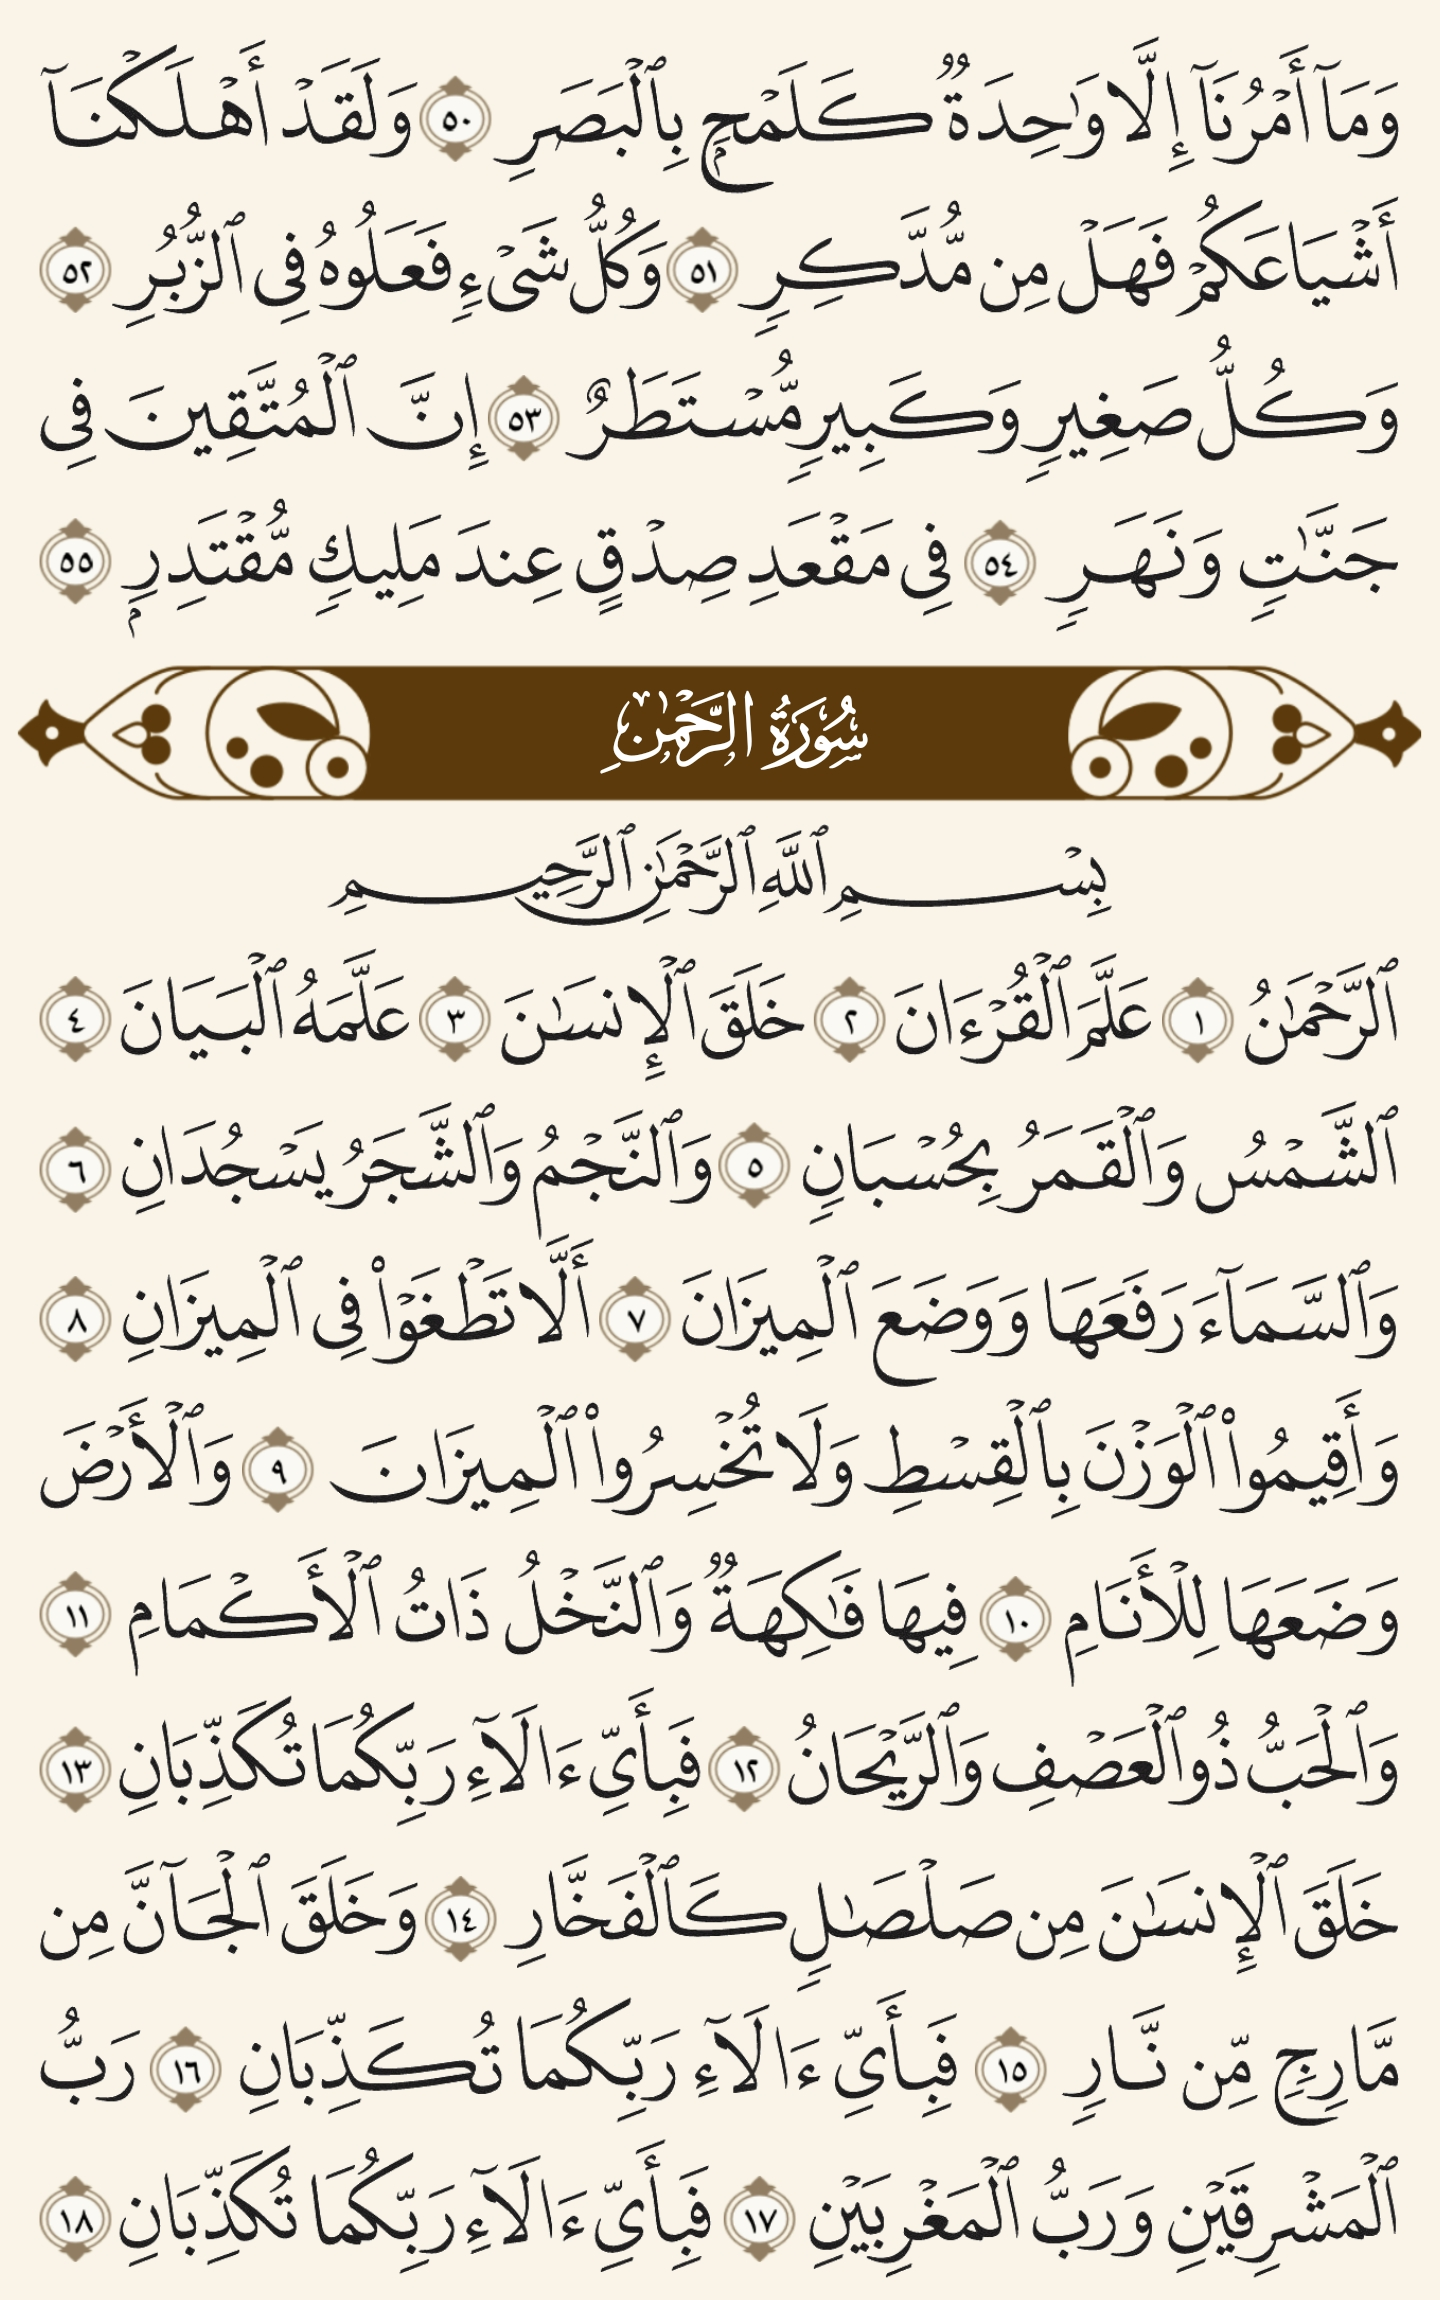 وَمَآ أَمْرُنَآ إِلَّا وَٰحِدَةٌ كَلَمْحٍۭ بِٱلْبَصَرِ ٥٠ وَلَقَدْ أَهْلَكْنَآ
أَشْيَاعَكُمْ فَهَلْ مِن مُّدَّكِرٍ ٥١ وَكُلُّ شَىْءٍ فَعَلُوهُ فِى ٱلزُّبُرِ ٥٢
وَكُلُّ صَغِيرٍ وَكَبِيرٍ مُّسْتَطَرٌ ٥٣ إِنَّ ٱلْمُتَّقِينَ فِى
جَنَّٰتٍ وَنَهَرٍ ٥٤ فِى مَقْعَدِ صِدْقٍ عِندَ مَلِيكٍ مُّقْتَدِرٍۭ ٥٥
سُورَةُ الرَّحْمٰن
بِسْمِ ٱللَّهِ ٱلرَّحْمَٰنِ ٱلرَّحِيمِ
ٱلرَّحْمَٰنُ ١ عَلَّمَ ٱلْقُرْءَانَ ٢ خَلَقَ ٱلْإِنسَٰنَ ٣ عَلَّمَهُ ٱلْبَيَانَ ٤
ٱلشَّمْسُ وَٱلْقَمَرُ بِحُسْبَانٍ ٥ وَٱلنَّجْمُ وَٱلشَّجَرُ يَسْجُدَانِ ٦
وَٱلسَّمَآءَ رَفَعَهَا وَوَضَعَ ٱلْمِيزَانَ ٧ أَلَّا تَطْغَوْا۟ فِى ٱلْمِيزَانِ ٨
وَأَقِيمُوا۟ ٱلْوَزْنَ بِٱلْقِسْطِ وَلَا تُخْسِرُوا۟ ٱلْمِيزَانَ ٩ وَٱلْأَرْضَ
وَضَعَهَا لِلْأَنَامِ ١٠ فِيهَا فَٰكِهَةٌ وَٱلنَّخْلُ ذَاتُ ٱلْأَكْمَامِ ١١
وَٱلْحَبُّ ذُو ٱلْعَصْفِ وَٱلرَّيْحَانُ ١٢ فَبِأَىِّ ءَالَآءِ رَبِّكُمَا تُكَذِّبَانِ ١٣
خَلَقَ ٱلْإِنسَٰنَ مِن صَلْصَٰلٍ كَٱلْفَخَّارِ ١٤ وَخَلَقَ ٱلْجَآنَّ مِن
مَّارِجٍ مِّن نَّارٍ ١٥ فَبِأَىِّ ءَالَآءِ رَبِّكُمَا تُكَذِّبَانِ ١٦ رَبُّ
ٱلْمَشْرِقَيْنِ وَرَبُّ ٱلْمَغْرِبَيْنِ ١٧ فَبِأَىِّ ءَالَآءِ رَبِّكُمَا تُكَذِّبَانِ ١٨